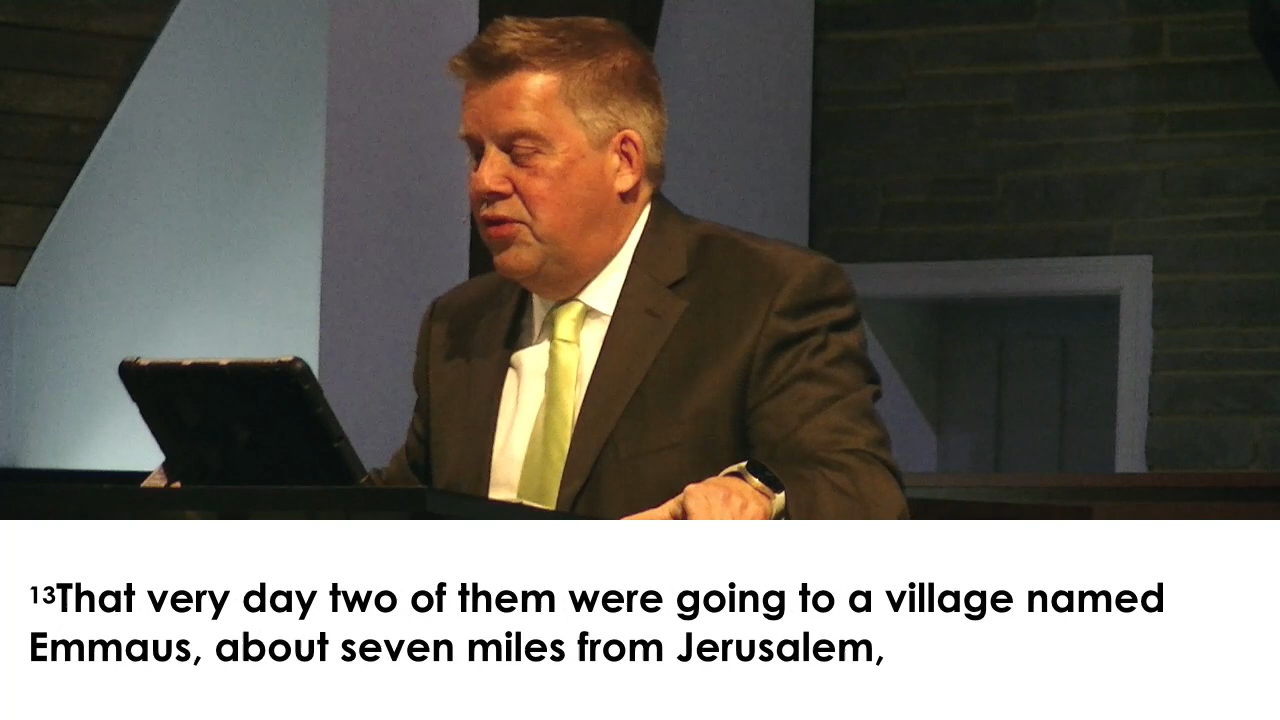 ¹³That very day two of them were going to a village named
Emmaus, about seven miles from Jerusalem,